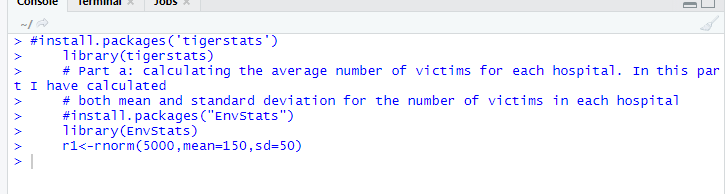 Console Terminal × Jobs ×
~/
> #install.packages('tigerstats')
> library(tigerstats)
> # Part a: calculating the average number of victims for each hospital. In this par
t I have calculated
> # both mean and standard deviation for the number of victims in each hospital
> #install.packages("EnvStats")
> library(EnvStats)
> r1<-rnorm(5000,mean=150,sd=50)
>